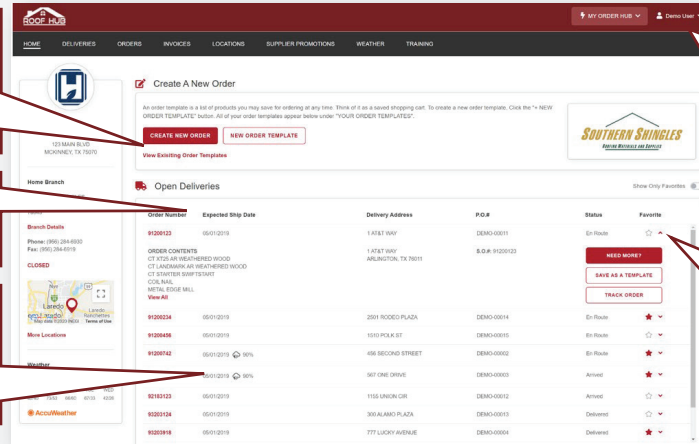 ROOF HUB
MY ORDER HUB
Demo User
HOME DELIVERIES ORDERS INVOICES LOCATIONS SUPPLIER PROMOTIONS WEATHER TRAINING
123 MAIN BLVD
MCKINNEY, TX 75070
Home Branch
Branch Details
Phone: (956) 284-6930
Fax: (956) 284-6919
CLOSED
Laredo
Terms of Use
More Locations
Weather
AccuWeather
Create A New Order
An order template is a list of products you may save for ordering at any time. Think of it as a saved shopping cart. To create a new order template, Click the "+ NEW
ORDER TEMPLATE" button. All of your order templates appear below under "YOUR ORDER TEMPLATES".
CREATE NEW ORDER NEW ORDER TEMPLATE
View Exisiting Order Templates
SOUTHERN SHINGLES
ROOFING MATERIALS AND SUPPLIES
Open Deliveries
Show Only Favorites
Order Number Expected Ship Date Delivery Address P.O.# Status Favorite
91200123 05/01/2019 1 AT&T WAY DEMO-00011 En Route
ORDER CONTENTS 1 AT&T WAY S.O.#: 91200123
CT XT25 AR WEATHERED WOOD ARLINGTON, TX 76011
CT LANDMARK AR WEATHERED WOOD
CT STARTER SWIFTSTART
COIL NAIL
METAL EDGE MILL
View All
NEED MORE?
SAVE AS A TEMPLATE
TRACK ORDER
91200234 05/01/2019 2501 RODEO PLAZA DEMO-00014 En Route
91200456 05/01/2019 1510 POLK ST DEMO-00015 En Route
91200742 05/01/2019 90% 456 SECOND STREET DEMO-00002 En Route
05/01/2019 90% 567 ONE DRIVE DEMO-00003 Arrived
92183123 05/01/2019 1155 UNION CIR DEMO-00012 Arrived
93203124 05/01/2019 300 ALAMO PLAZA DEMO-00013 Delivered
93203918 05/01/2019 777 LUCKY AVENUE DEMO-00004 Delivered